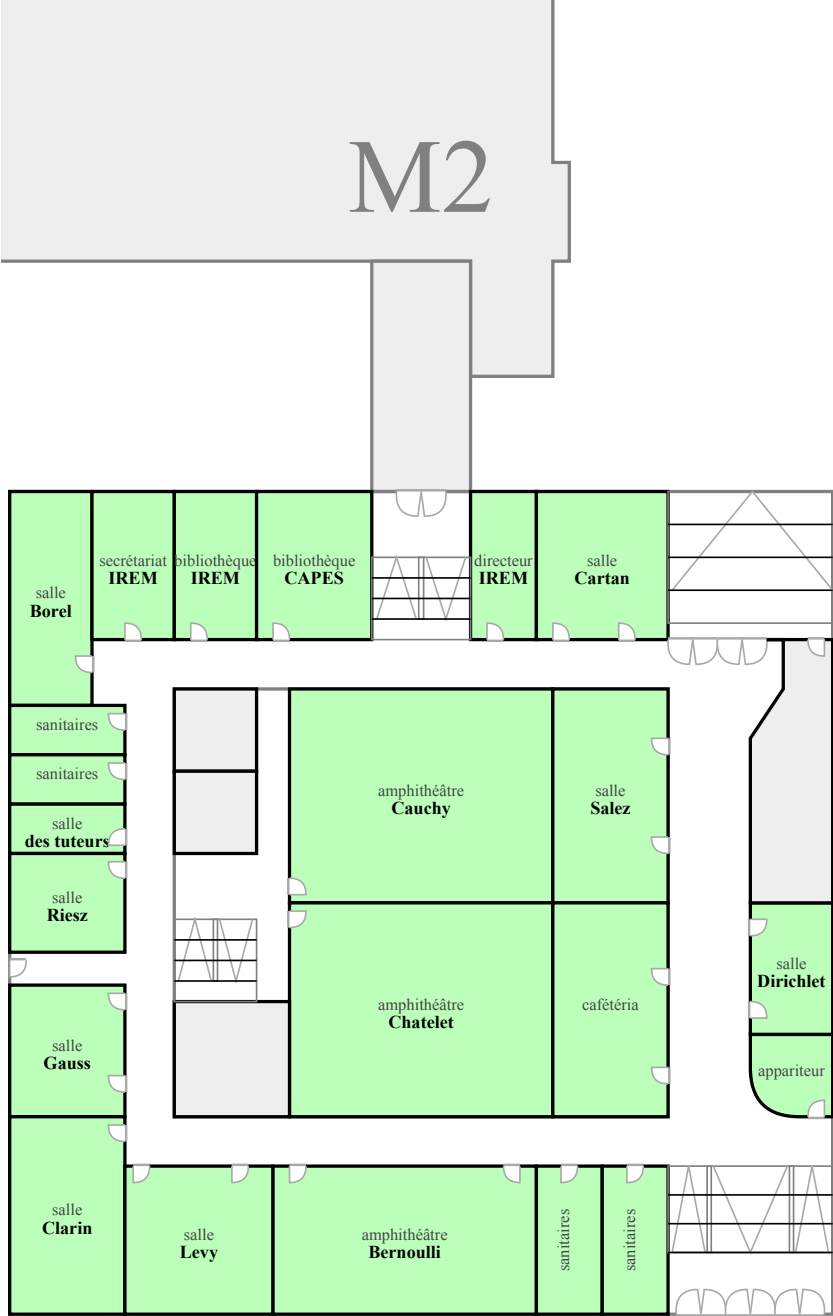 M2
secrétariat
IREM
bibliothèque
IREM
bibliothèque
CAPES
directeur
IREM
salle
Cartan
salle
Borel
sanitaires
sanitaires
salle
des tuteurs
salle
Riesz
amphithéâtre
Cauchy
salle
Salez
salle
Dirichlet
amphithéâtre
Chatelet
cafétéria
salle
Gauss
appariteur
salle
Clarin
salle
Levy
amphithéâtre
Bernoulli
sanitaires
sanitaires